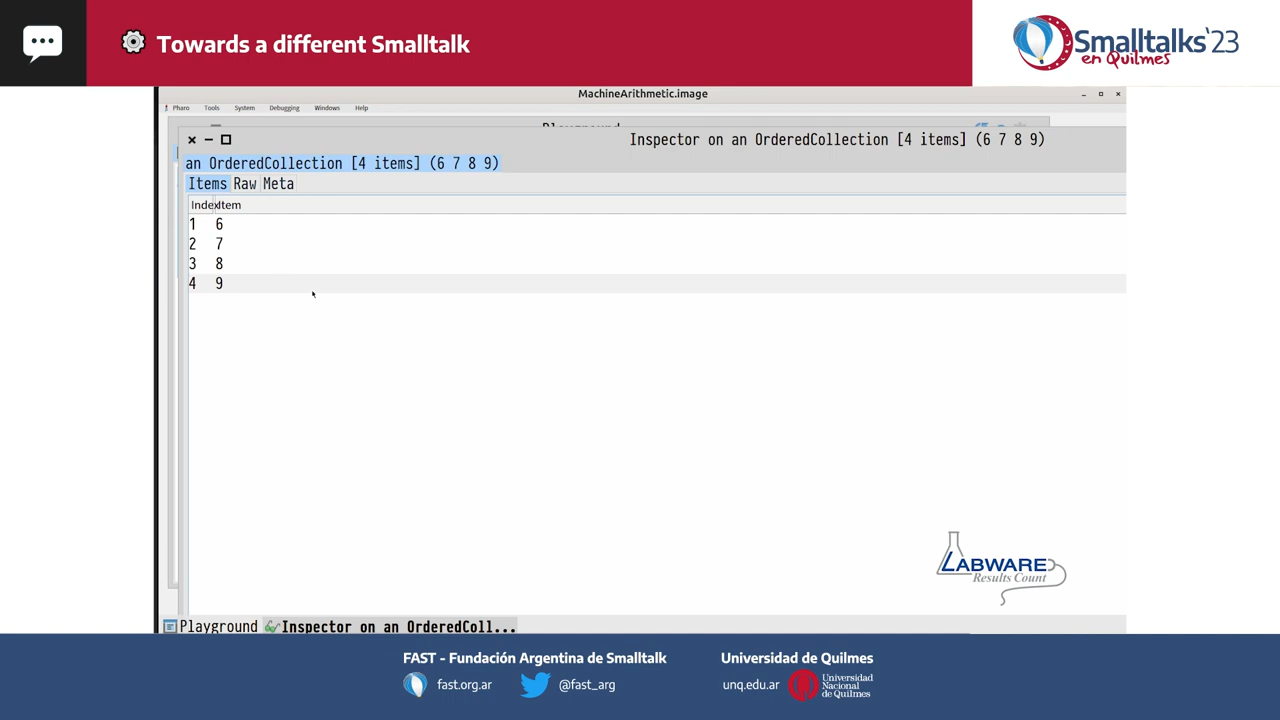 Towards a different Smalltalk
Smalltalks'23
en Quilmes
MachineArithmetic.image
Pharo Tools System Debugging Windows Help
Playground
Inspector on an OrderedCollection [4 items] (6 7 8 9)
an OrderedCollection [4 items] (6 7 8 9)
Items Raw Meta
Index Item
1 6
2 7
3 8
4 9
LABWARE
Results Count
Playground Inspector on an OrderedColl...
FAST - Fundación Argentina de Smalltalk
fast.org.ar @fast_arg
Universidad de Quilmes
unq.edu.ar
Universidad
Nacional
de Quilmes